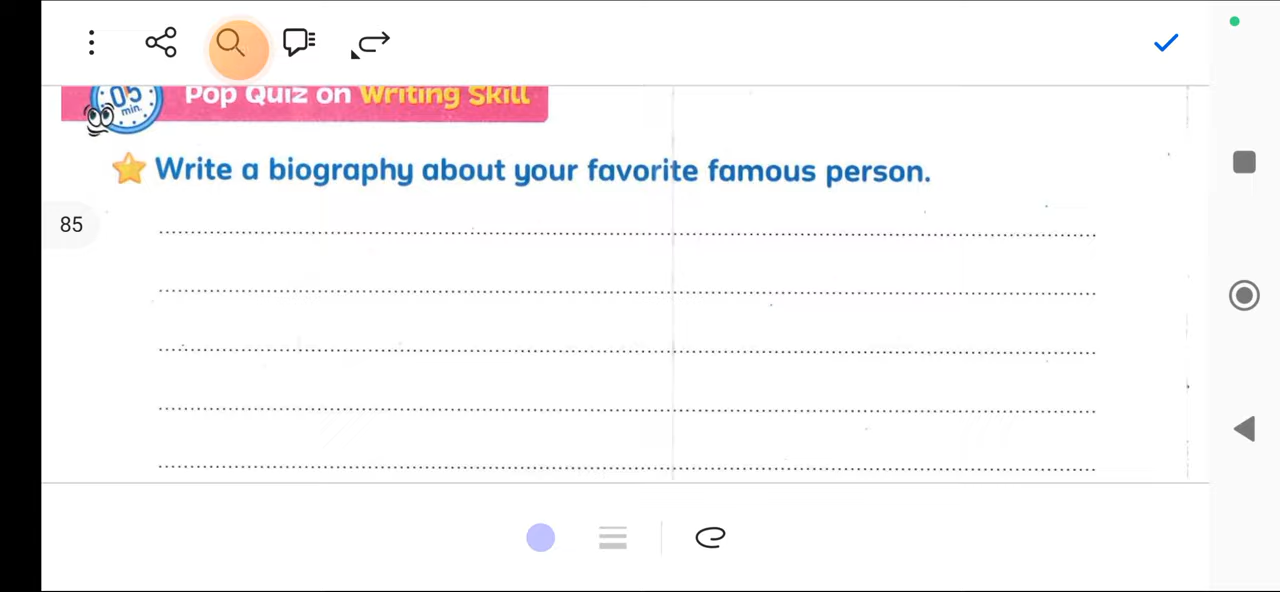 05
min.
Pop Quiz on Writing Skill
Write a biography about your favorite famous person.
85